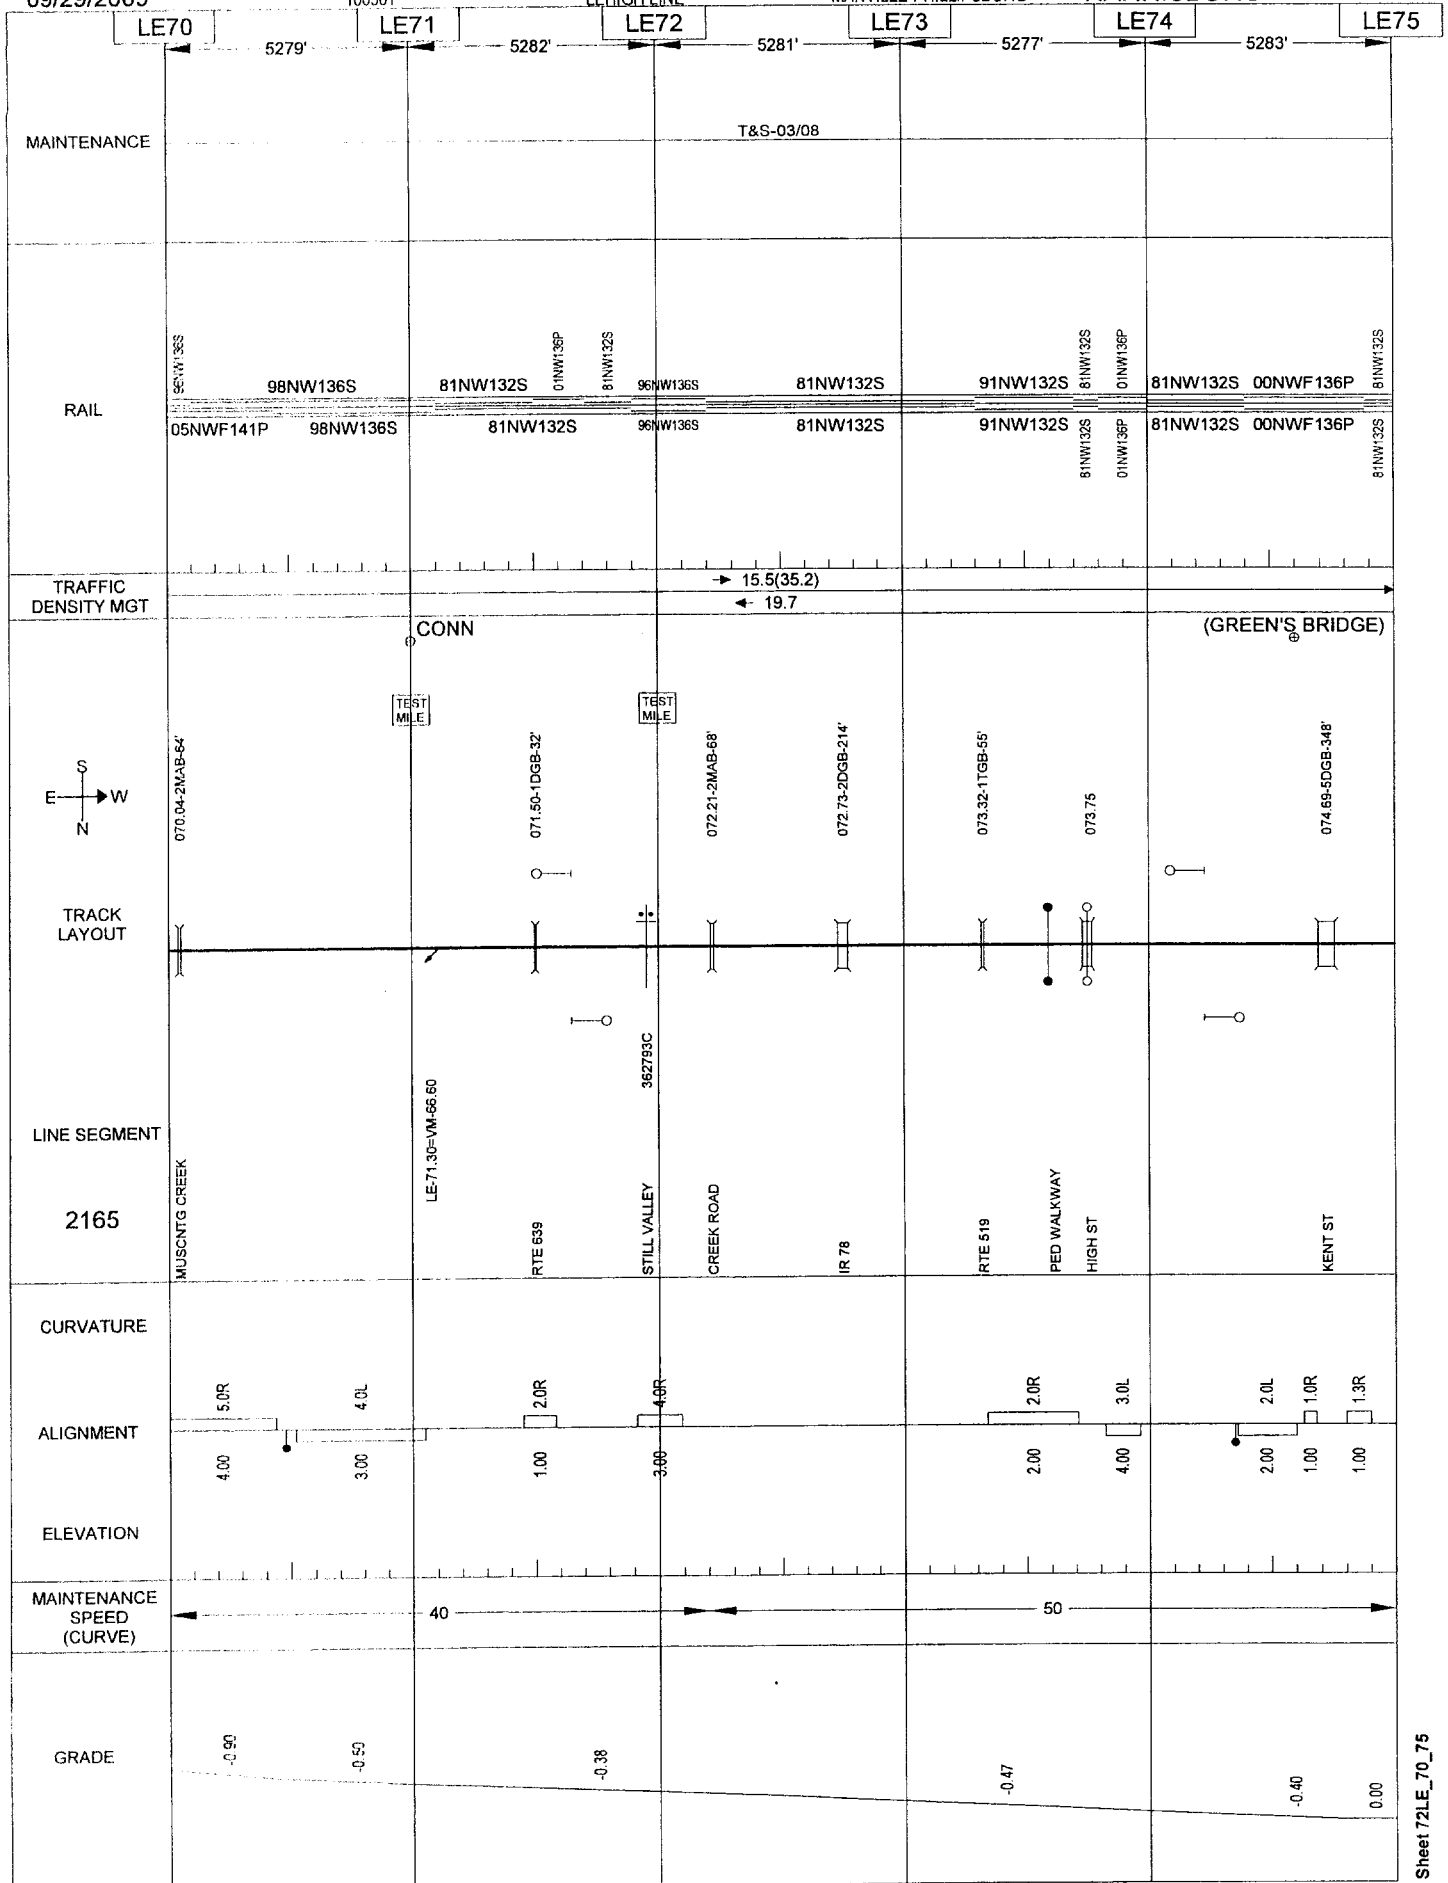 LE70 LE71 LE72 LE73 LE74 LE75
5279' 5282' 5281' 5277' 5283'
MAINTENANCE
T&S-03/08
RAIL
96NW136S 98NW136S 81NW132S 01NW136P 81NW132S 96NW136S 81NW132S 91NW132S 81NW132S 01NW136P 81NW132S 00NWF136P 81NW132S
05NWF141P 98NW136S 81NW132S 96NW136S 81NW132S 91NW132S 81NW132S 01NW136P 81NW132S 00NWF136P 81NW132S
TRAFFIC
DENSITY MGT
15.5(35.2)
19.7
CONN
(GREEN'S BRIDGE)
TEST
MILE
TEST
MILE
S
E W
N
070.04-2MAB-64'
071.50-1DGB-32'
072.21-2MAB-68'
072.73-2DGB-214'
073.32-1TGB-55'
073.75
074.69-5DGB-348'
TRACK
LAYOUT
362793C
LINE SEGMENT
2165
MUSCNTG CREEK
LE-71.30=VM-66.60
RTE 639
STILL VALLEY
CREEK ROAD
IR 78
RTE 519
PED WALKWAY
HIGH ST
KENT ST
CURVATURE
5.0R 4.0L 2.0R 4.0R 2.0R 3.0L 2.0L 1.0R 1.3R
ALIGNMENT
4.00 3.00 1.00 3.00 2.00 4.00 2.00 1.00 1.00
ELEVATION
MAINTENANCE
SPEED
(CURVE)
40 50
GRADE
-0.90 -0.50 -0.38 -0.47 -0.40 0.00
Sheet 72LE_70_75